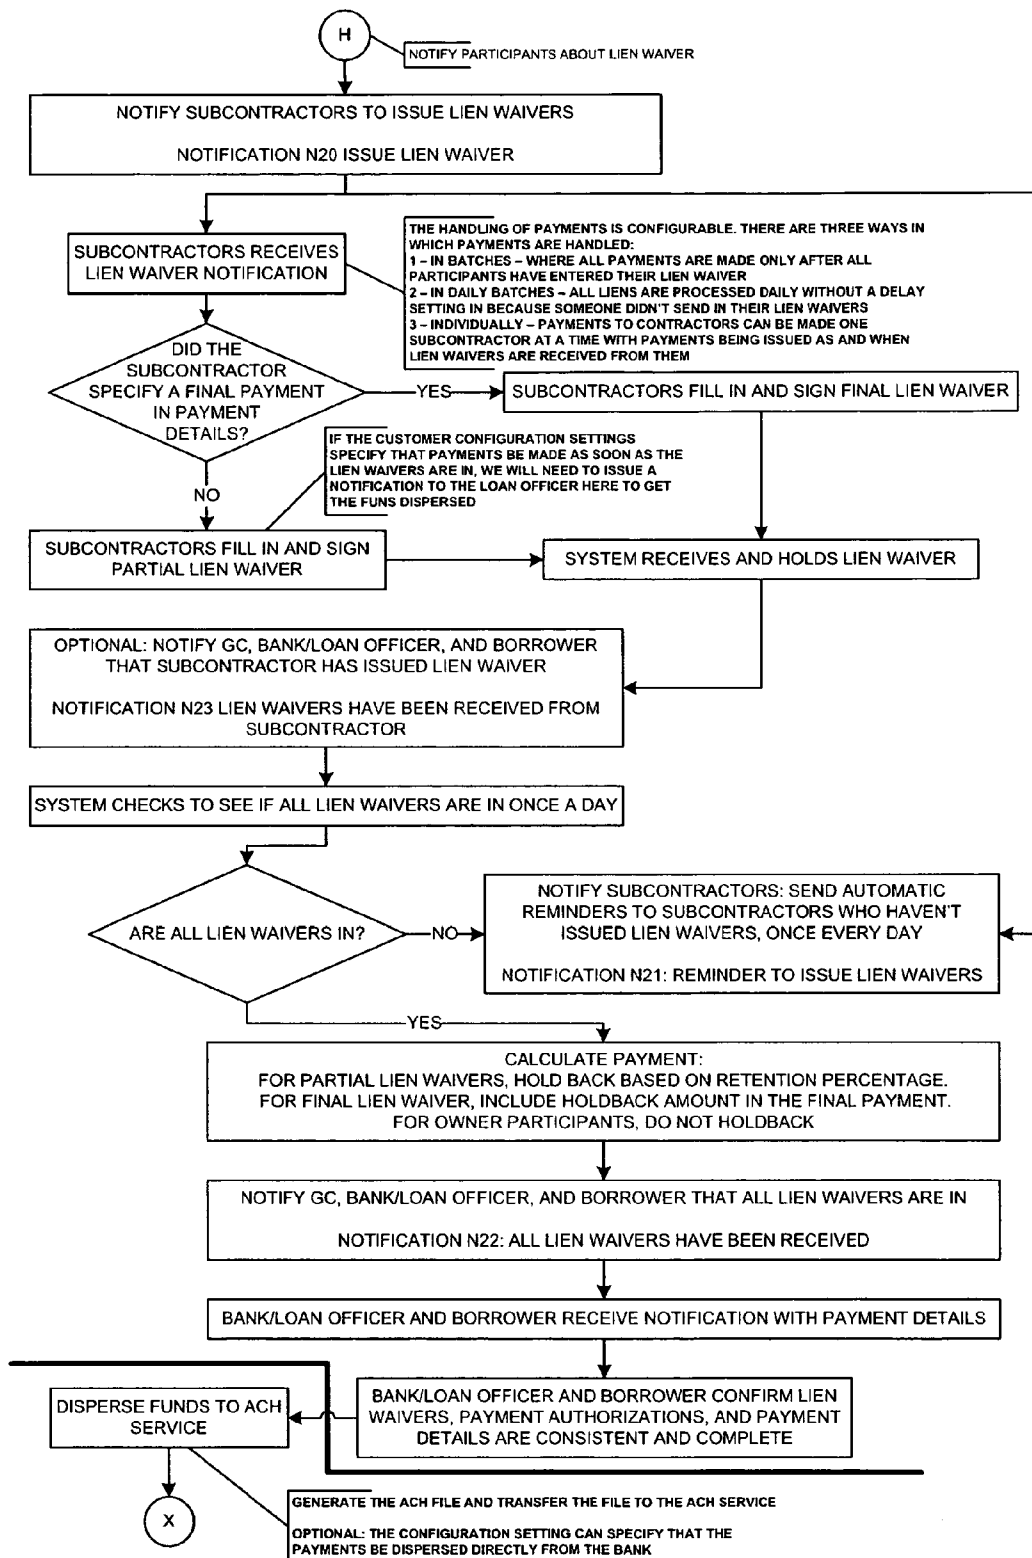 H
NOTIFY PARTICIPANTS ABOUT LIEN WAIVER
NOTIFY SUBCONTRACTORS TO ISSUE LIEN WAIVERS
NOTIFICATION N20 ISSUE LIEN WAIVER
SUBCONTRACTORS RECEIVES
LIEN WAIVER NOTIFICATION
THE HANDLING OF PAYMENTS IS CONFIGURABLE. THERE ARE THREE WAYS IN
WHICH PAYMENTS ARE HANDLED:
1 – IN BATCHES – WHERE ALL PAYMENTS ARE MADE ONLY AFTER ALL
PARTICIPANTS HAVE ENTERED THEIR LIEN WAIVER
2 – IN DAILY BATCHES – ALL LIENS ARE PROCESSED DAILY WITHOUT A DELAY
SETTING IN BECAUSE SOMEONE DIDN'T SEND IN THEIR LIEN WAIVERS
3 – INDIVIDUALLY – PAYMENTS TO CONTRACTORS CAN BE MADE ONE
SUBCONTRACTOR AT A TIME WITH PAYMENTS BEING ISSUED AS AND WHEN
LIEN WAIVERS ARE RECEIVED FROM THEM
DID THE
SUBCONTRACTOR
SPECIFY A FINAL PAYMENT
IN PAYMENT
DETAILS?
YES
SUBCONTRACTORS FILL IN AND SIGN FINAL LIEN WAIVER
IF THE CUSTOMER CONFIGURATION SETTINGS
SPECIFY THAT PAYMENTS BE MADE AS SOON AS THE
LIEN WAIVERS ARE IN, WE WILL NEED TO ISSUE A
NOTIFICATION TO THE LOAN OFFICER HERE TO GET
THE FUNS DISPERSED
NO
SUBCONTRACTORS FILL IN AND SIGN
PARTIAL LIEN WAIVER
SYSTEM RECEIVES AND HOLDS LIEN WAIVER
OPTIONAL: NOTIFY GC, BANK/LOAN OFFICER, AND BORROWER
THAT SUBCONTRACTOR HAS ISSUED LIEN WAIVER
NOTIFICATION N23 LIEN WAIVERS HAVE BEEN RECEIVED FROM
SUBCONTRACTOR
SYSTEM CHECKS TO SEE IF ALL LIEN WAIVERS ARE IN ONCE A DAY
ARE ALL LIEN WAIVERS IN?
NO
NOTIFY SUBCONTRACTORS: SEND AUTOMATIC
REMINDERS TO SUBCONTRACTORS WHO HAVEN'T
ISSUED LIEN WAIVERS, ONCE EVERY DAY
NOTIFICATION N21: REMINDER TO ISSUE LIEN WAIVERS
YES
CALCULATE PAYMENT:
FOR PARTIAL LIEN WAIVERS, HOLD BACK BASED ON RETENTION PERCENTAGE.
FOR FINAL LIEN WAIVER, INCLUDE HOLDBACK AMOUNT IN THE FINAL PAYMENT.
FOR OWNER PARTICIPANTS, DO NOT HOLDBACK
NOTIFY GC, BANK/LOAN OFFICER, AND BORROWER THAT ALL LIEN WAIVERS ARE IN
NOTIFICATION N22: ALL LIEN WAIVERS HAVE BEEN RECEIVED
BANK/LOAN OFFICER AND BORROWER RECEIVE NOTIFICATION WITH PAYMENT DETAILS
BANK/LOAN OFFICER AND BORROWER CONFIRM LIEN
WAIVERS, PAYMENT AUTHORIZATIONS, AND PAYMENT
DETAILS ARE CONSISTENT AND COMPLETE
DISPERSE FUNDS TO ACH
SERVICE
X
GENERATE THE ACH FILE AND TRANSFER THE FILE TO THE ACH SERVICE
OPTIONAL: THE CONFIGURATION SETTING CAN SPECIFY THAT THE
PAYMENTS BE DISPERSED DIRECTLY FROM THE BANK